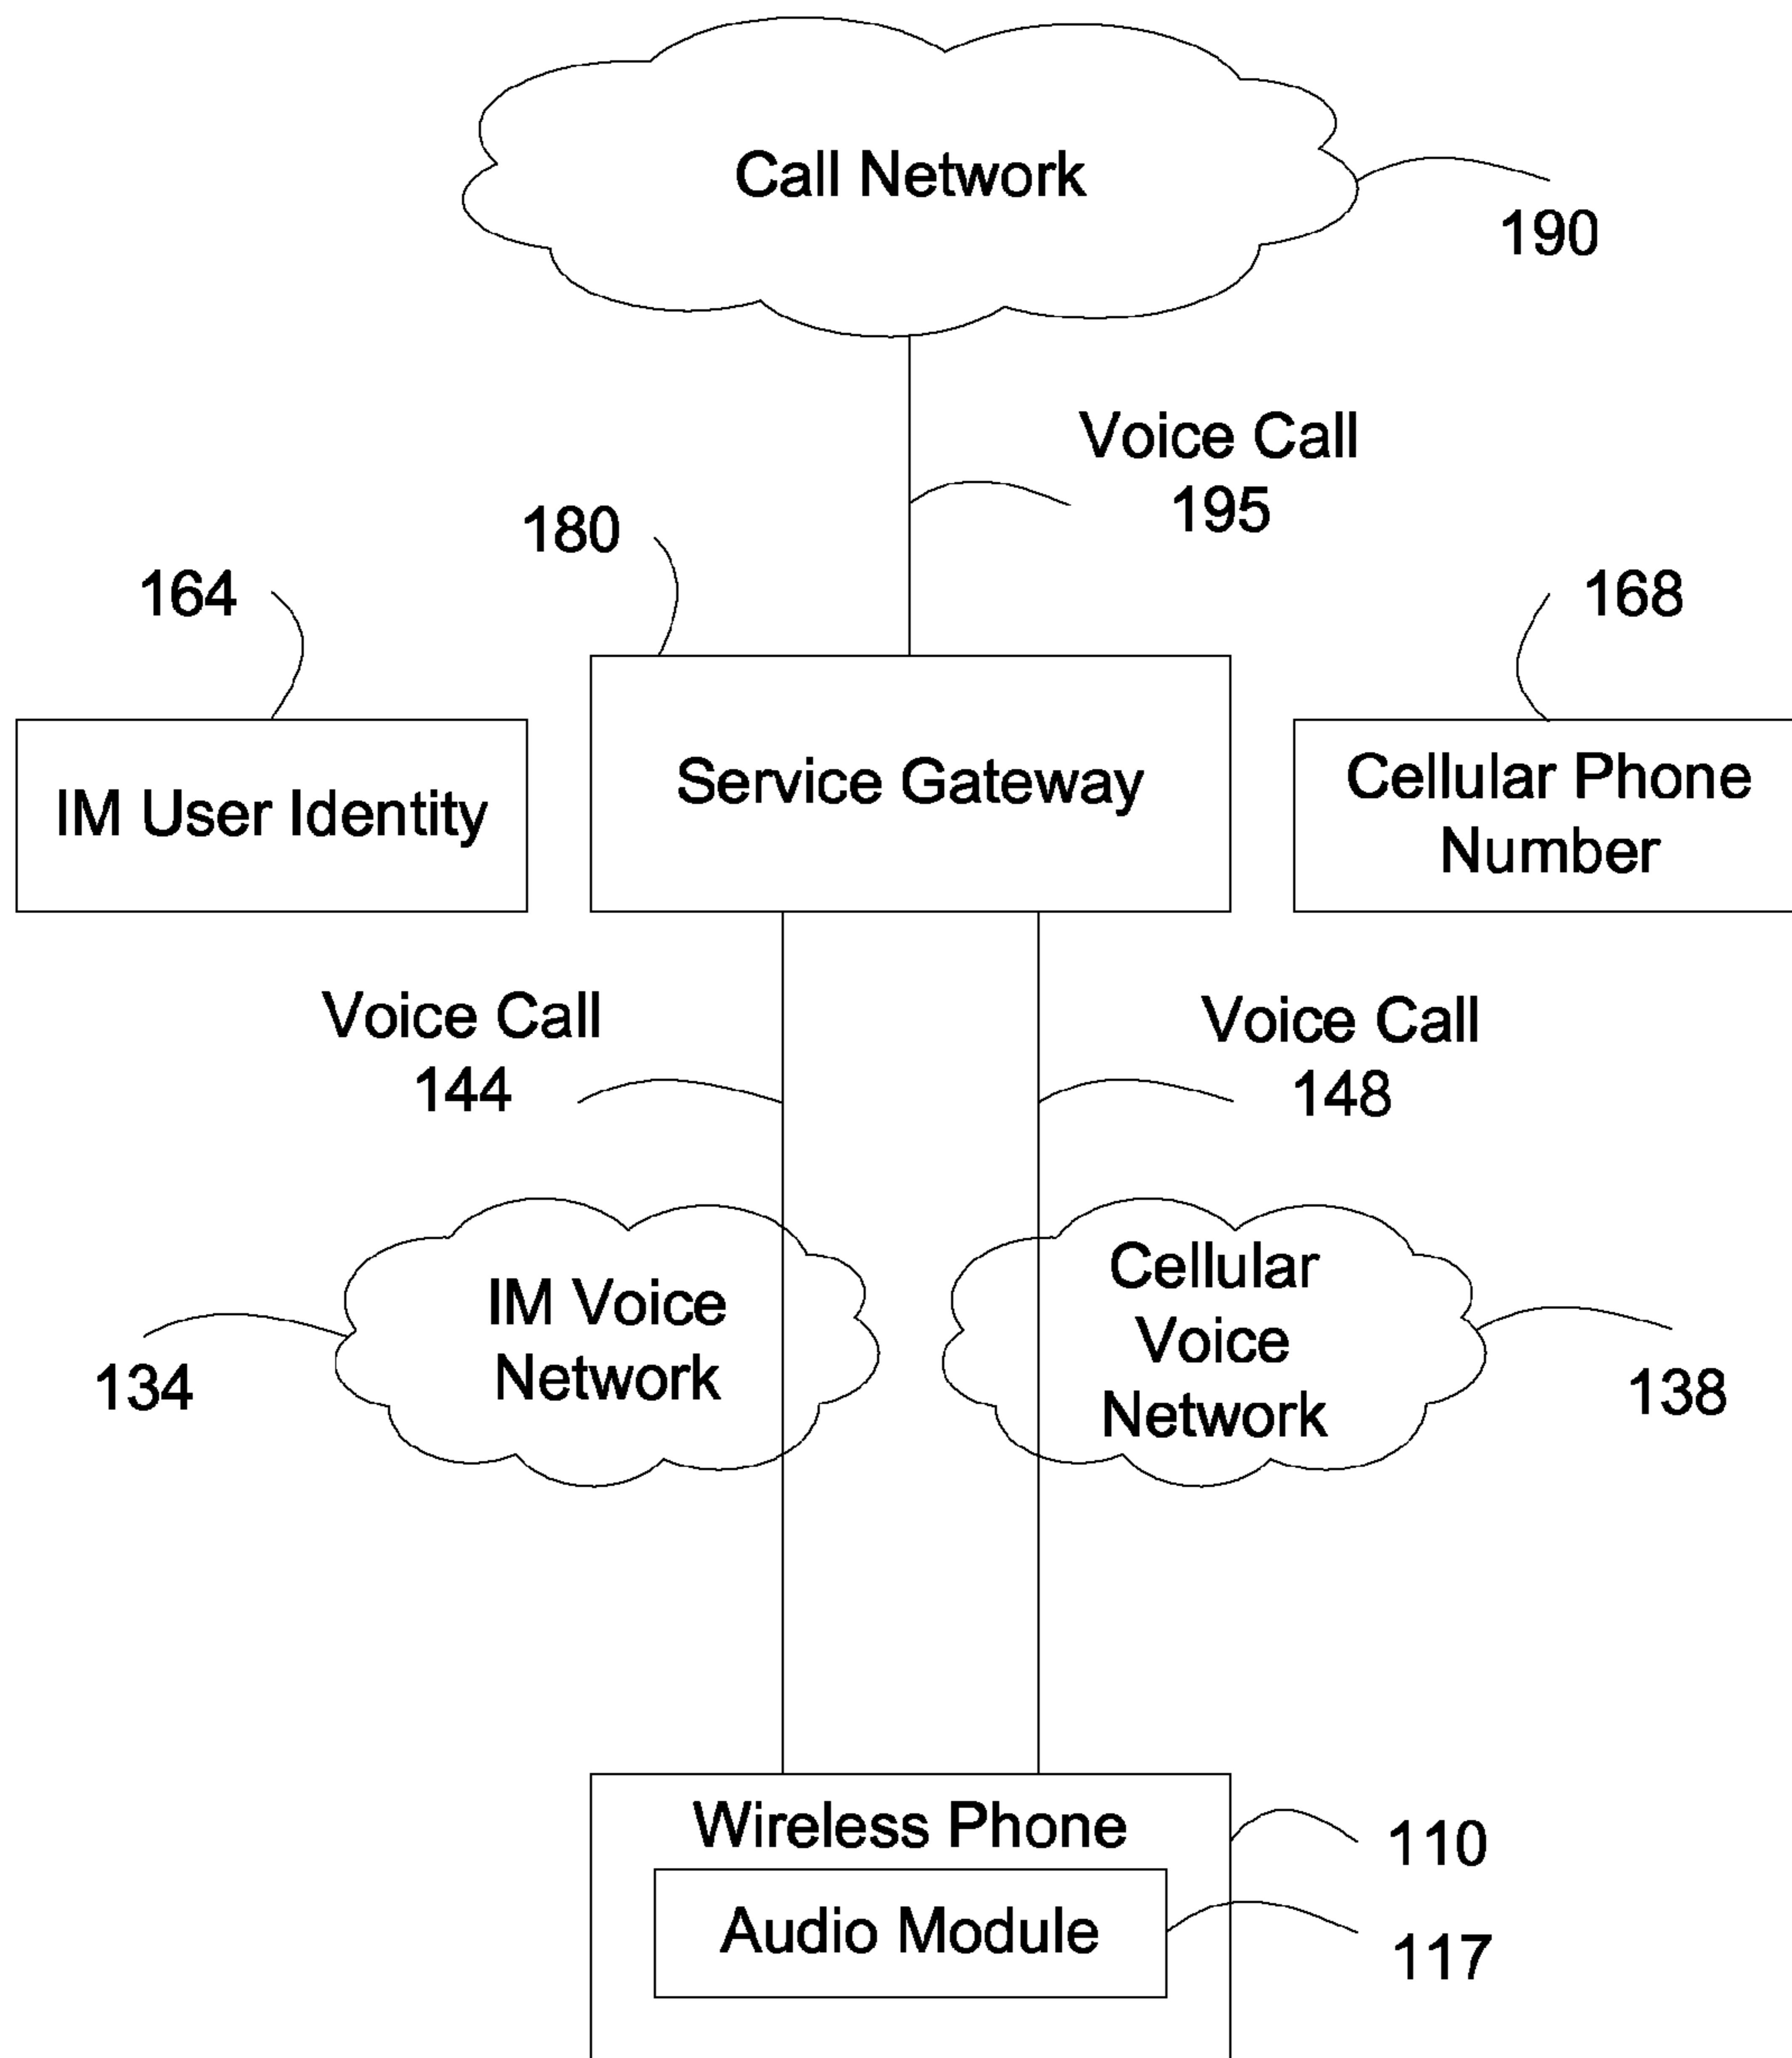 Call Network
190
Voice Call
195
180
164
168
IM User Identity
Service Gateway
Cellular Phone
Number
Voice Call
144
Voice Call
148
IM Voice
Network
134
Cellular
Voice
Network
138
Wireless Phone
110
Audio Module
117